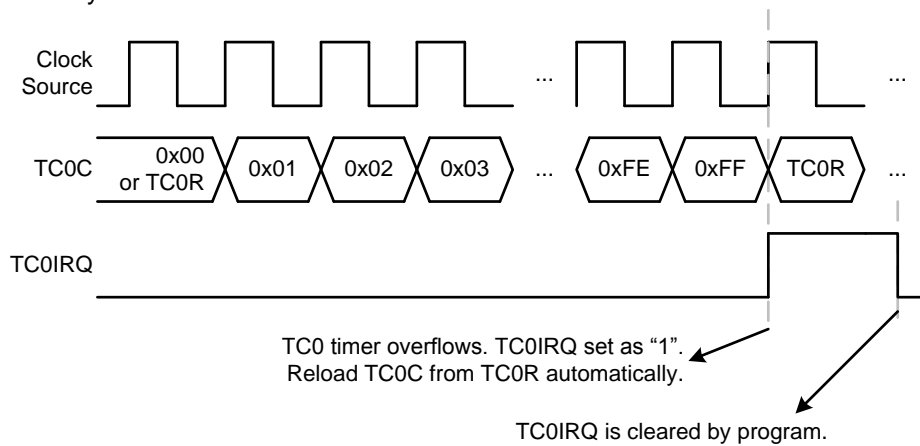 Clock
Source
...
...
TC0C
0x00
or TC0R
0x01
0x02
0x03
...
0xFE
0xFF
TC0R
...
TC0IRQ
TC0 timer overflows. TC0IRQ set as “1”.
Reload TC0C from TC0R automatically.
TC0IRQ is cleared by program.